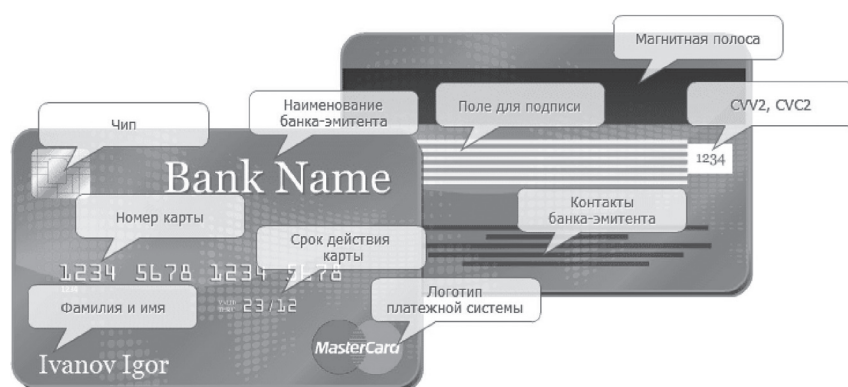 Магнитная полоса
Наименование
банка-эмитента
Поле для подписи
CVV2, CVC2
Чип
1234
Bank Name
Контакты
банка-эмитента
Номер карты
Срок действия
карты
1234 5678 1234 5678
Фамилия и имя
23/12
Логотип
платежной системы
MasterCard
Ivanov Igor